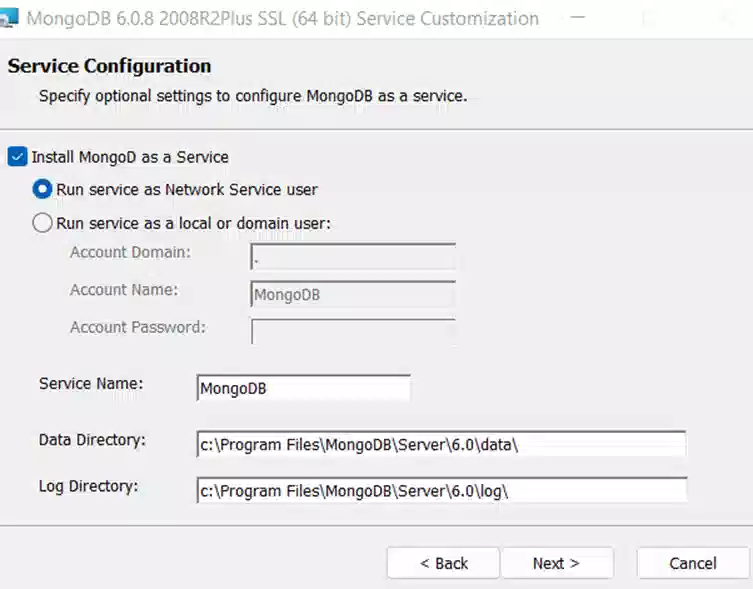 MongoDB 6.0.8 2008R2Plus SSL (64 bit) Service Customization
Service Configuration
Specify optional settings to configure MongoDB as a service.
Install MongoD as a Service
Run service as Network Service user
Run service as a local or domain user:
Account Domain: .
Account Name: MongoDB
Account Password:
Service Name: MongoDB
Data Directory: c:\Program Files\MongoDB\Server\6.0\data\
Log Directory: c:\Program Files\MongoDB\Server\6.0\log\
< Back Next > Cancel